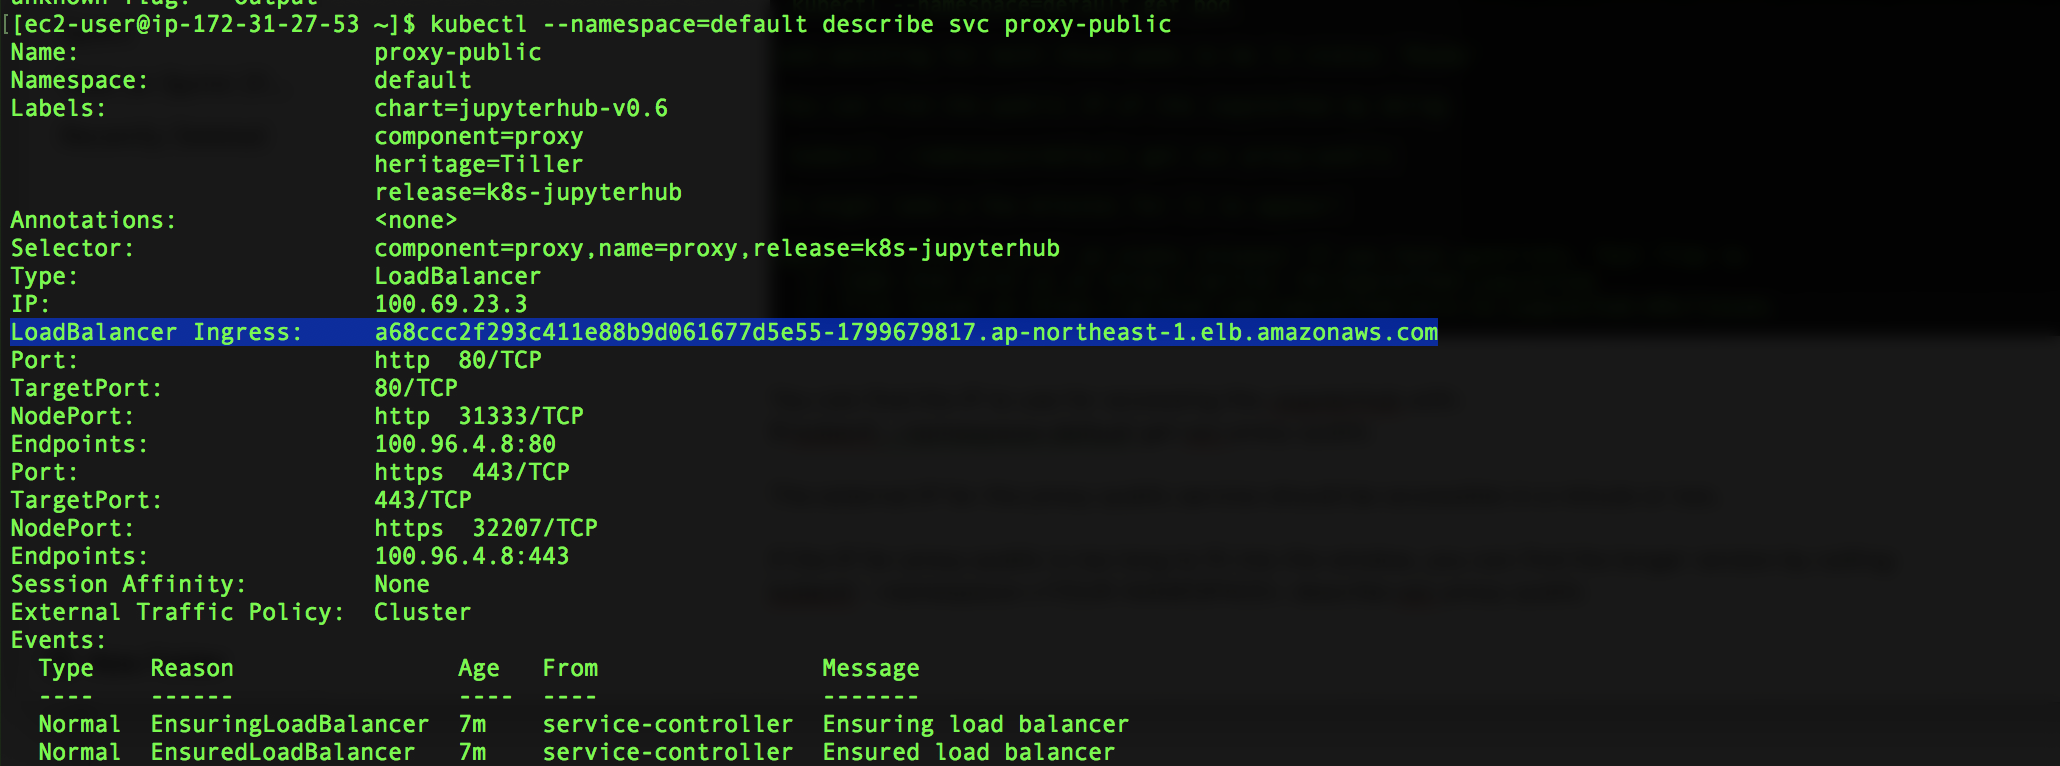 [[ec2-user@ip-172-31-27-53 ~]$ kubectl --namespace=default describe svc proxy-public
Name:                     proxy-public
Namespace:                default
Labels:                   chart=jupyterhub-v0.6
                          component=proxy
                          heritage=Tiller
                          release=k8s-jupyterhub
Annotations:              <none>
Selector:                 component=proxy,name=proxy,release=k8s-jupyterhub
Type:                     LoadBalancer
IP:                       100.69.23.3
LoadBalancer Ingress:     a68ccc2f293c411e88b9d061677d5e55-1799679817.ap-northeast-1.elb.amazonaws.com
Port:                     http  80/TCP
TargetPort:               80/TCP
NodePort:                 http  31333/TCP
Endpoints:                100.96.4.8:80
Port:                     https  443/TCP
TargetPort:               443/TCP
NodePort:                 https  32207/TCP
Endpoints:                100.96.4.8:443
Session Affinity:         None
External Traffic Policy:  Cluster
Events:
  Type    Reason                Age   From                Message
  ----    ------                ----  ----                -------
  Normal  EnsuringLoadBalancer  7m    service-controller  Ensuring load balancer
  Normal  EnsuredLoadBalancer   7m    service-controller  Ensured load balancer